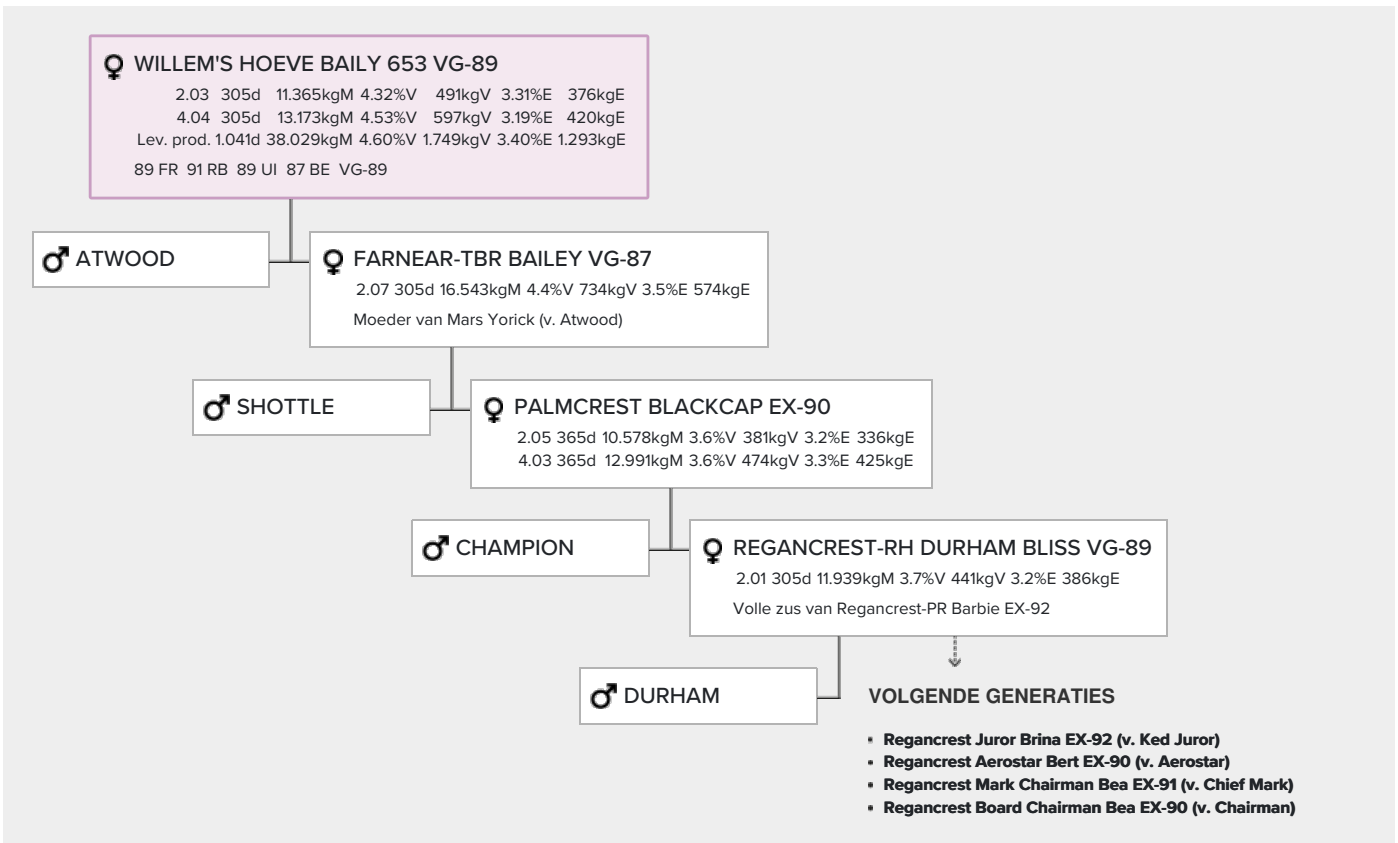 WILLEM'S HOEVE BAILY 653 VG-89
2.03 305d 11.365kgM 4.32%V 491kgV 3.31%E 376kgE
4.04 305d 13.173kgM 4.53%V 597kgV 3.19%E 420kgE
Lev. prod. 1.041d 38.029kgM 4.60%V 1.749kgV 3.40%E 1.293kgE
89 FR 91 RB 89 UI 87 BE VG-89
ATWOOD
FARNEAR-TBR BAILEY VG-87
2.07 305d 16.543kgM 4.4%V 734kgV 3.5%E 574kgE
Moeder van Mars Yorick (v. Atwood)
SHOTTLE
PALMCREST BLACKCAP EX-90
2.05 365d 10.578kgM 3.6%V 381kgV 3.2%E 336kgE
4.03 365d 12.991kgM 3.6%V 474kgV 3.3%E 425kgE
CHAMPION
REGANCREST-RH DURHAM BLISS VG-89
2.01 305d 11.939kgM 3.7%V 441kgV 3.2%E 386kgE
Volle zus van Regancrest-PR Barbie EX-92
DURHAM
VOLGENDE GENERATIES
▪ Regancrest Juror Brina EX-92 (v. Ked Juror)
▪ Regancrest Aerostar Bert EX-90 (v. Aerostar)
▪ Regancrest Mark Chairman Bea EX-91 (v. Chief Mark)
▪ Regancrest Board Chairman Bea EX-90 (v. Chairman)